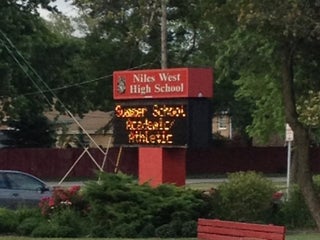 Niles West
High School
Summer School
Academic/
Athletic